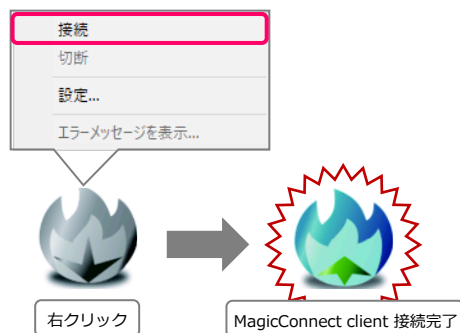 接続
切断
設定...
エラーメッセージを表示...
右クリック
MagicConnect client 接続完了